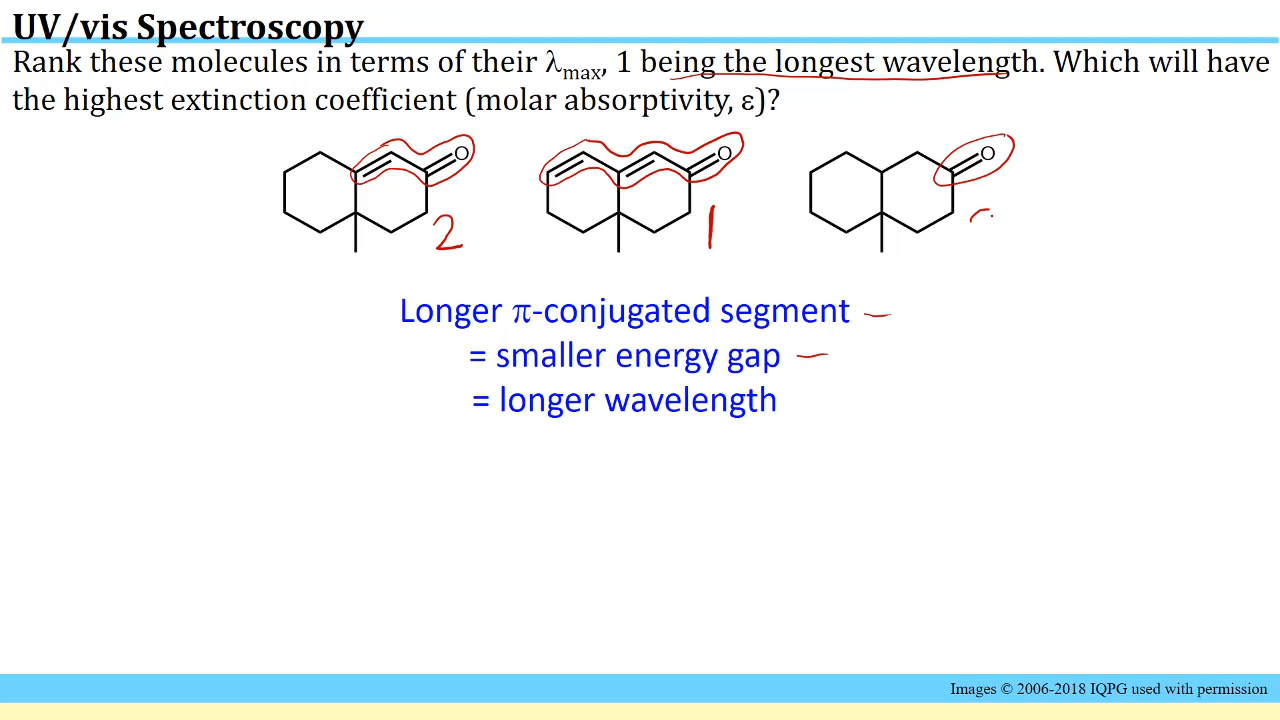 UV/vis Spectroscopy
Rank these molecules in terms of their λmax, 1 being the longest wavelength. Which will have
the highest extinction coefficient (molar absorptivity, ε)?
O O O
2 1
Longer π-conjugated segment
= smaller energy gap
= longer wavelength
Images © 2006-2018 IQPG used with permission